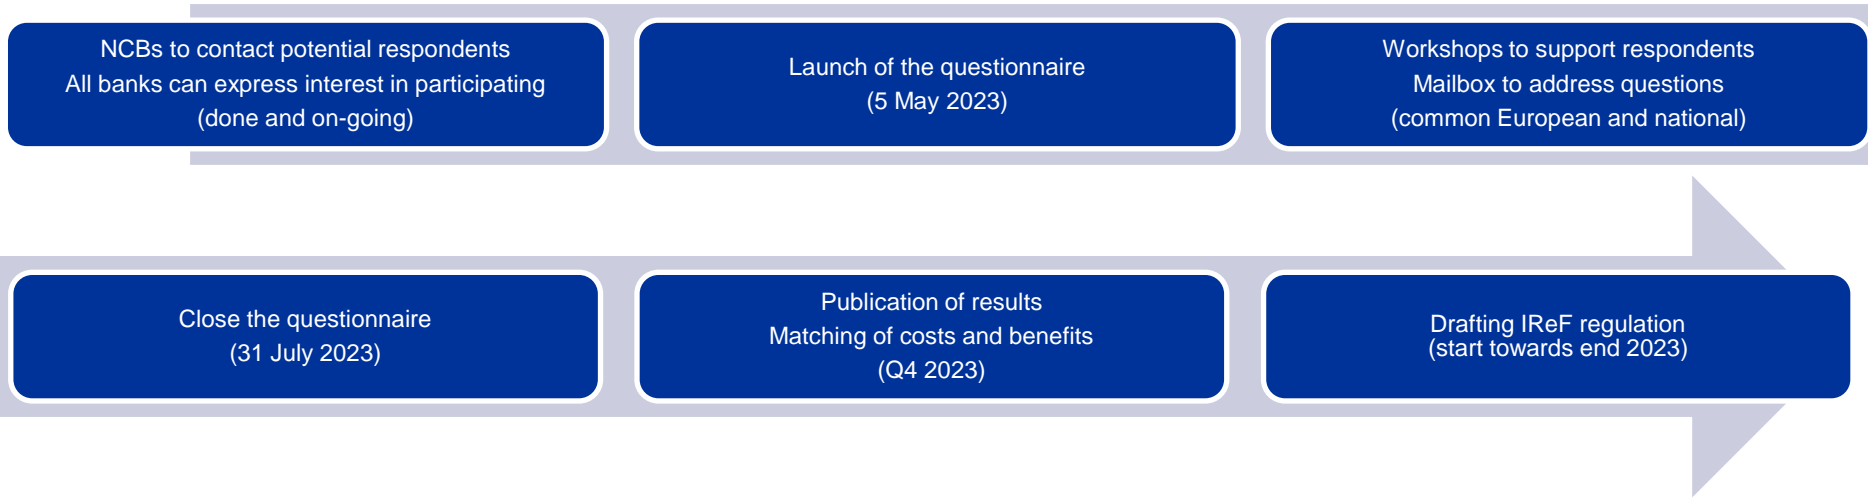 NCBs to contact potential respondents
All banks can express interest in participating
(done and on-going)
Launch of the questionnaire
(5 May 2023)
Workshops to support respondents
Mailbox to address questions
(common European and national)
Close the questionnaire
(31 July 2023)
Publication of results
Matching of costs and benefits
(Q4 2023)
Drafting IReF regulation
(start towards end 2023)